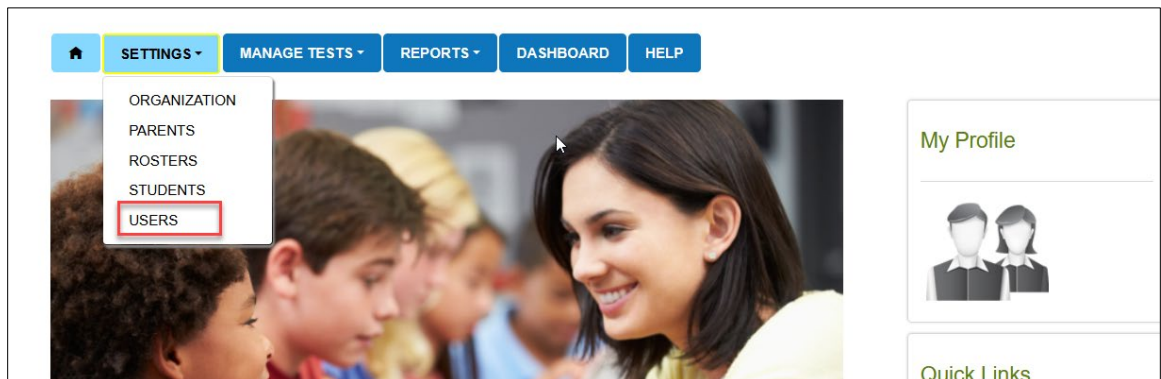 SETTINGS MANAGE TESTS REPORTS DASHBOARD HELP
ORGANIZATION
PARENTS
ROSTERS
STUDENTS
USERS
My Profile
Quick Links